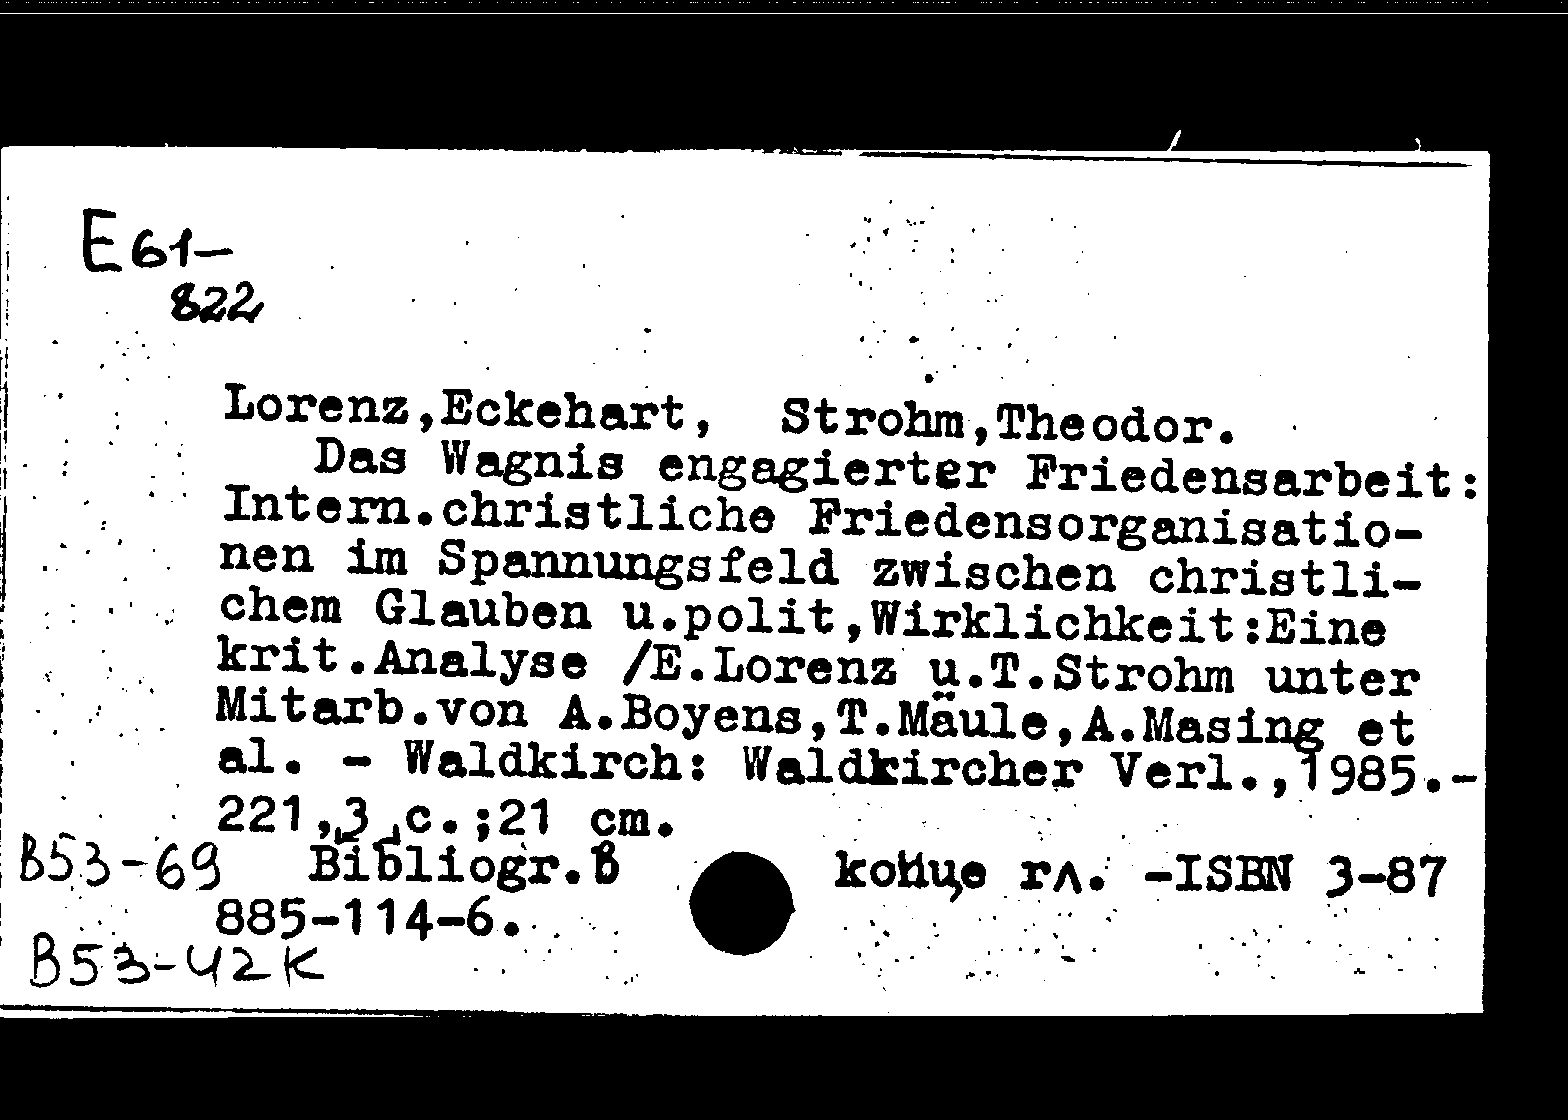 E61-
822
Lorenz,Eckehart, Strohm,Theodor.
Das Wagnis engagierter Friedensarbeit:
Intern.christliche Friedensorganisatio-
nen im Spannungsfeld zwischen christli-
chem Glauben u.polit,Wirklichkeit:Eine
krit.Analyse /E.Lorenz u.T.Strohm unter
Mitarb.von A.Boyens,T.Mäule,A.Masing et
al. - Waldkirch: Waldkircher Verl.,1985.-
221,3 c.;21 cm.
B53-69 Bibliogr.В конце гл. -ISBN 3-87
885-114-6.
B53-42K